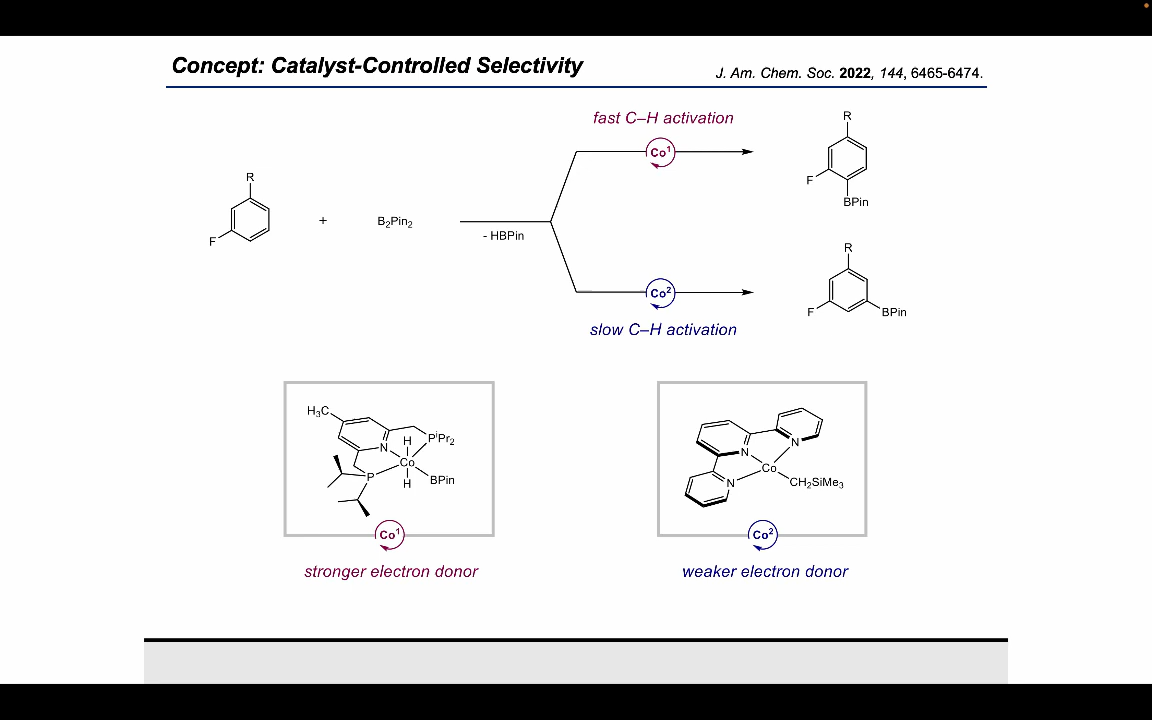 Concept: Catalyst-Controlled Selectivity
J. Am. Chem. Soc. 2022, 144, 6465-6474.
fast C–H activation
Co¹
R
F
BPin
R
F
+
B₂Pin₂
- HBPin
Co²
slow C–H activation
R
F
BPin
H₃C
N
H
PⁱPr₂
Co
P
H
BPin
Co¹
stronger electron donor
N
N
N
Co
CH₂SiMe₃
Co²
weaker electron donor